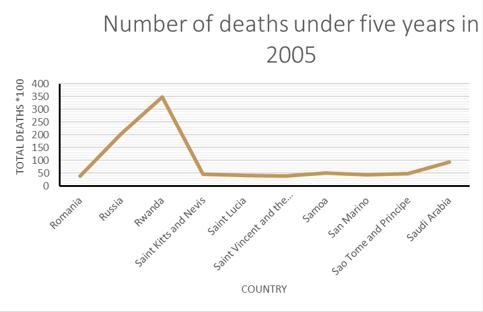 Number of deaths under five years in
2005
TOTAL DEATHS *100
400
350
300
250
200
150
100
50
0
Romania
Russia
Rwanda
Saint Kitts and Nevis
Saint Lucia
Saint Vincent and the...
Samoa
San Marino
Sao Tome and Principe
Saudi Arabia
COUNTRY